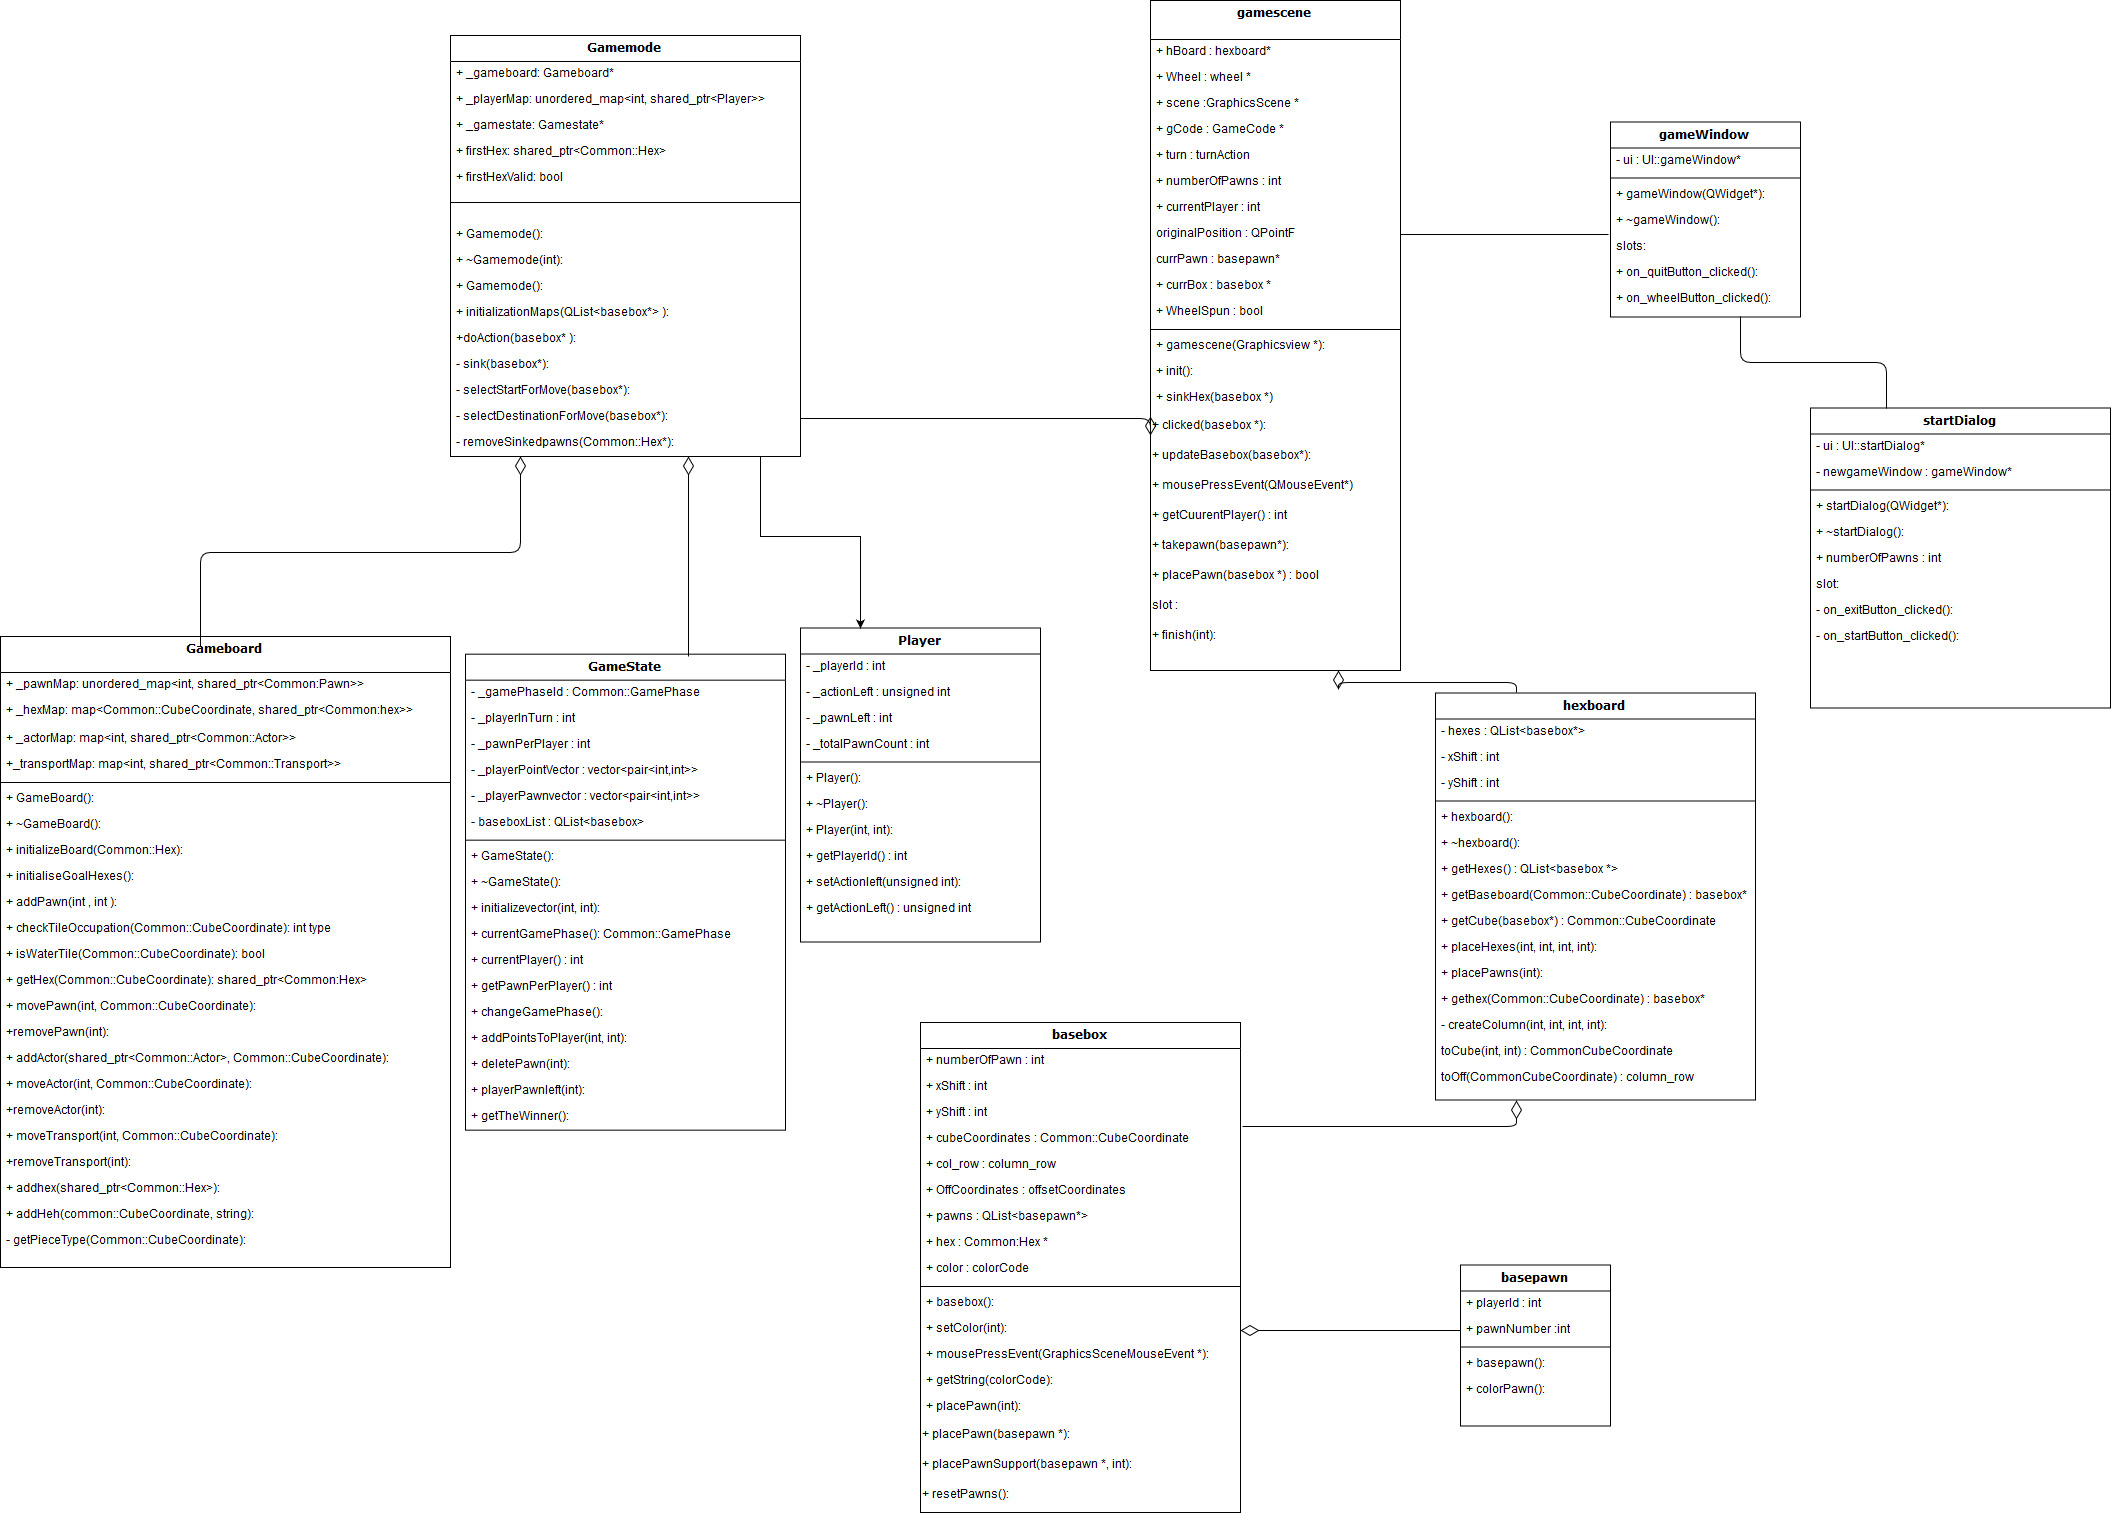 Gamemode
+ _gameboard: Gameboard*
+ _playerMap: unordered_map<int, shared_ptr<Player>>
+ _gamestate: Gamestate*
+ firstHex: shared_ptr<Common::Hex>
+ firstHexValid: bool
+ Gamemode():
+ ~Gamemode(int):
+ Gamemode():
+ initializationMaps(QList<basebox*> ):
+doAction(basebox* ):
- sink(basebox*):
- selectStartForMove(basebox*):
- selectDestinationForMove(basebox*):
- removeSinkedpawns(Common::Hex*):
gamescene
+ hBoard : hexboard*
+ Wheel : wheel *
+ scene :GraphicsScene *
+ gCode : GameCode *
+ turn : turnAction
+ numberOfPawns : int
+ currentPlayer : int
originalPosition : QPointF
currPawn : basepawn*
+ currBox : basebox *
+ WheelSpun : bool
+ gamescene(Graphicsview *):
+ init():
+ sinkHex(basebox *)
+ clicked(basebox *):
+ updateBasebox(basebox*):
+ mousePressEvent(QMouseEvent*)
+ getCuurentPlayer() : int
+ takepawn(basepawn*):
+ placePawn(basebox *) : bool
slot :
+ finish(int):
gameWindow
- ui : UI::gameWindow*
+ gameWindow(QWidget*):
+ ~gameWindow():
slots:
+ on_quitButton_clicked():
+ on_wheelButton_clicked():
startDialog
- ui : UI::startDialog*
- newgameWindow : gameWindow*
+ startDialog(QWidget*):
+ ~startDialog():
+ numberOfPawns : int
slot:
- on_exitButton_clicked():
- on_startButton_clicked():
Gameboard
+ _pawnMap: unordered_map<int, shared_ptr<Common:Pawn>>
+ _hexMap: map<Common::CubeCoordinate, shared_ptr<Common:hex>>
+ _actorMap: map<int, shared_ptr<Common::Actor>>
+_transportMap: map<int, shared_ptr<Common::Transport>>
+ GameBoard():
+ ~GameBoard():
+ initializeBoard(Common::Hex):
+ initialiseGoalHexes():
+ addPawn(int , int ):
+ checkTileOccupation(Common::CubeCoordinate): int type
+ isWaterTile(Common::CubeCoordinate): bool
+ getHex(Common::CubeCoordinate): shared_ptr<Common:Hex>
+ movePawn(int, Common::CubeCoordinate):
+removePawn(int):
+ addActor(shared_ptr<Common::Actor>, Common::CubeCoordinate):
+ moveActor(int, Common::CubeCoordinate):
+removeActor(int):
+ moveTransport(int, Common::CubeCoordinate):
+removeTransport(int):
+ addhex(shared_ptr<Common::Hex>):
+ addHeh(common::CubeCoordinate, string):
- getPieceType(Common::CubeCoordinate):
GameState
- _gamePhaseId : Common::GamePhase
- _playerInTurn : int
- _pawnPerPlayer : int
- _playerPointVector : vector<pair<int,int>>
- _playerPawnvector : vector<pair<int,int>>
- baseboxList : QList<basebox>
+ GameState():
+ ~GameState():
+ initializevector(int, int):
+ currentGamePhase(): Common::GamePhase
+ currentPlayer() : int
+ getPawnPerPlayer() : int
+ changeGamePhase():
+ addPointsToPlayer(int, int):
+ deletePawn(int):
+ playerPawnleft(int):
+ getTheWinner():
Player
- _playerId : int
- _actionLeft : unsigned int
- _pawnLeft : int
- _totalPawnCount : int
+ Player():
+ ~Player():
+ Player(int, int):
+ getPlayerId() : int
+ setActionleft(unsigned int):
+ getActionLeft() : unsigned int
hexboard
- hexes : QList<basebox*>
- xShift : int
- yShift : int
+ hexboard():
+ ~hexboard():
+ getHexes() : QList<basebox *>
+ getBaseboard(Common::CubeCoordinate) : basebox*
+ getCube(basebox*) : Common::CubeCoordinate
+ placeHexes(int, int, int, int):
+ placePawns(int):
+ gethex(Common::CubeCoordinate) : basebox*
- createColumn(int, int, int, int):
toCube(int, int) : CommonCubeCoordinate
toOff(CommonCubeCoordinate) : column_row
basebox
+ numberOfPawn : int
+ xShift : int
+ yShift : int
+ cubeCoordinates : Common::CubeCoordinate
+ col_row : column_row
+ OffCoordinates : offsetCoordinates
+ pawns : QList<basepawn*>
+ hex : Common:Hex *
+ color : colorCode
+ basebox():
+ setColor(int):
+ mousePressEvent(GraphicsSceneMouseEvent *):
+ getString(colorCode):
+ placePawn(int):
+ placePawn(basepawn *):
+ placePawnSupport(basepawn *, int):
+ resetPawns():
basepawn
+ playerId : int
+ pawnNumber :int
+ basepawn():
+ colorPawn():